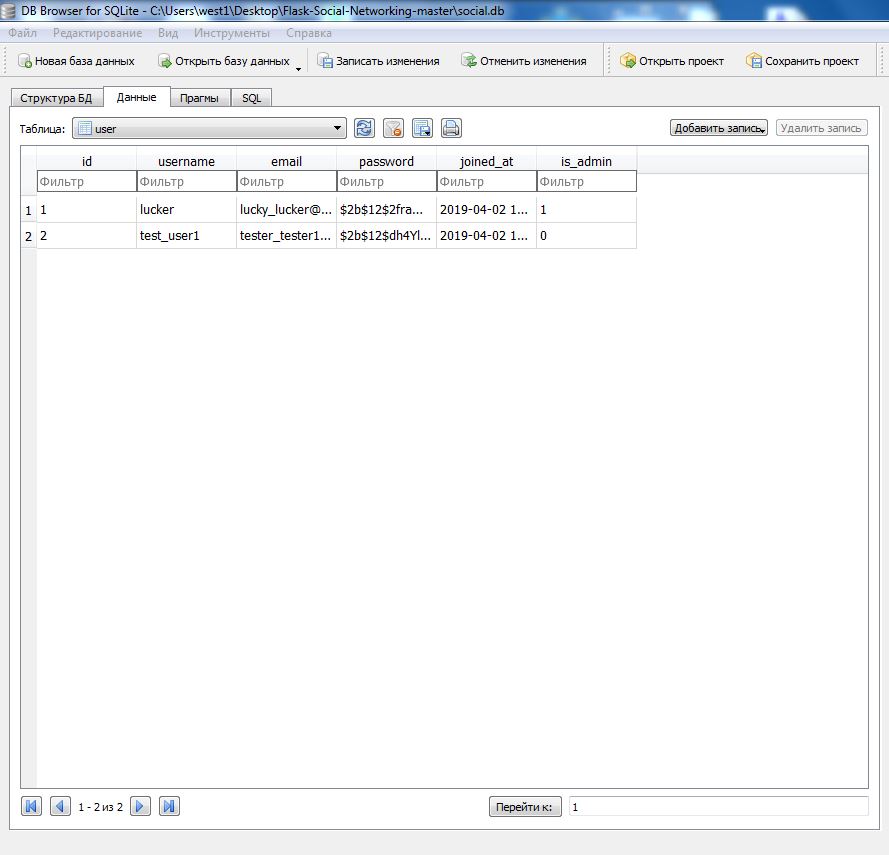 DB Browser for SQLite - C:\Users\west1\Desktop\Flask-Social-Networking-master\social.db
Файл Редактирование Вид Инструменты Справка
Новая база данных Открыть базу данных Записать изменения Отменить изменения Открыть проект Сохранить проект
Структура БД Данные Прагмы SQL
Таблица: user Добавить запись Удалить запись
id username email password joined_at is_admin
Фильтр Фильтр Фильтр Фильтр Фильтр Фильтр
1 1 lucker lucky_lucker@... $2b$12$2fra... 2019-04-02 1... 1
2 2 test_user1 tester_tester1... $2b$12$dh4Yl... 2019-04-02 1... 0
1 - 2 из 2 Перейти к: 1